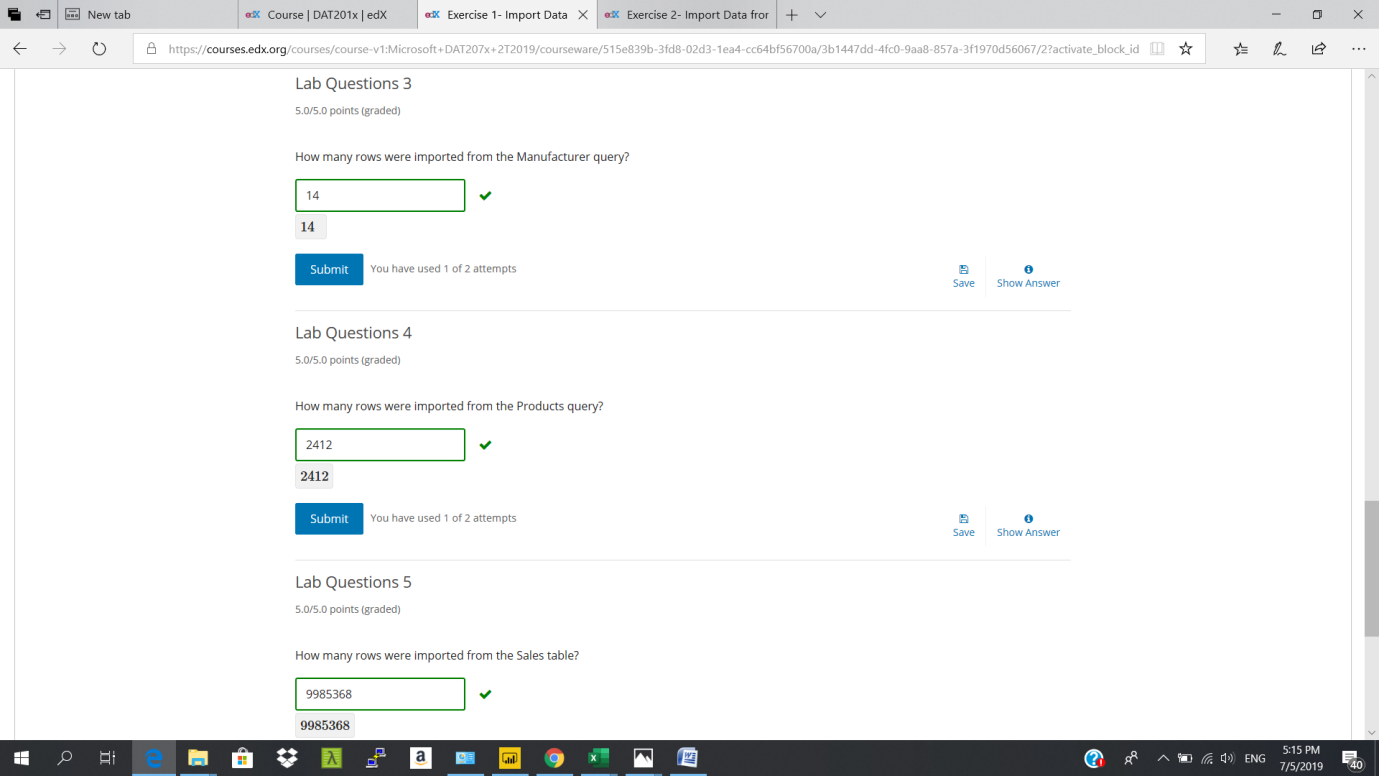 New tab
edX Course | DAT201x | edX
edX Exercise 1- Import Data
edX Exercise 2- Import Data fror
https://courses.edx.org/courses/course-v1:Microsoft+DAT207x+2T2019/courseware/515e839b-3fd8-02d3-1ea4-cc64bf56700a/3b1447dd-4fc0-9aa8-857a-3f1970d56067/2?activate_block_id
Lab Questions 3
5.0/5.0 points (graded)
How many rows were imported from the Manufacturer query?
14
14
Submit You have used 1 of 2 attempts
Save Show Answer
Lab Questions 4
5.0/5.0 points (graded)
How many rows were imported from the Products query?
2412
2412
Submit You have used 1 of 2 attempts
Save Show Answer
Lab Questions 5
5.0/5.0 points (graded)
How many rows were imported from the Sales table?
9985368
9985368
ENG
5:15 PM
7/5/2019
40